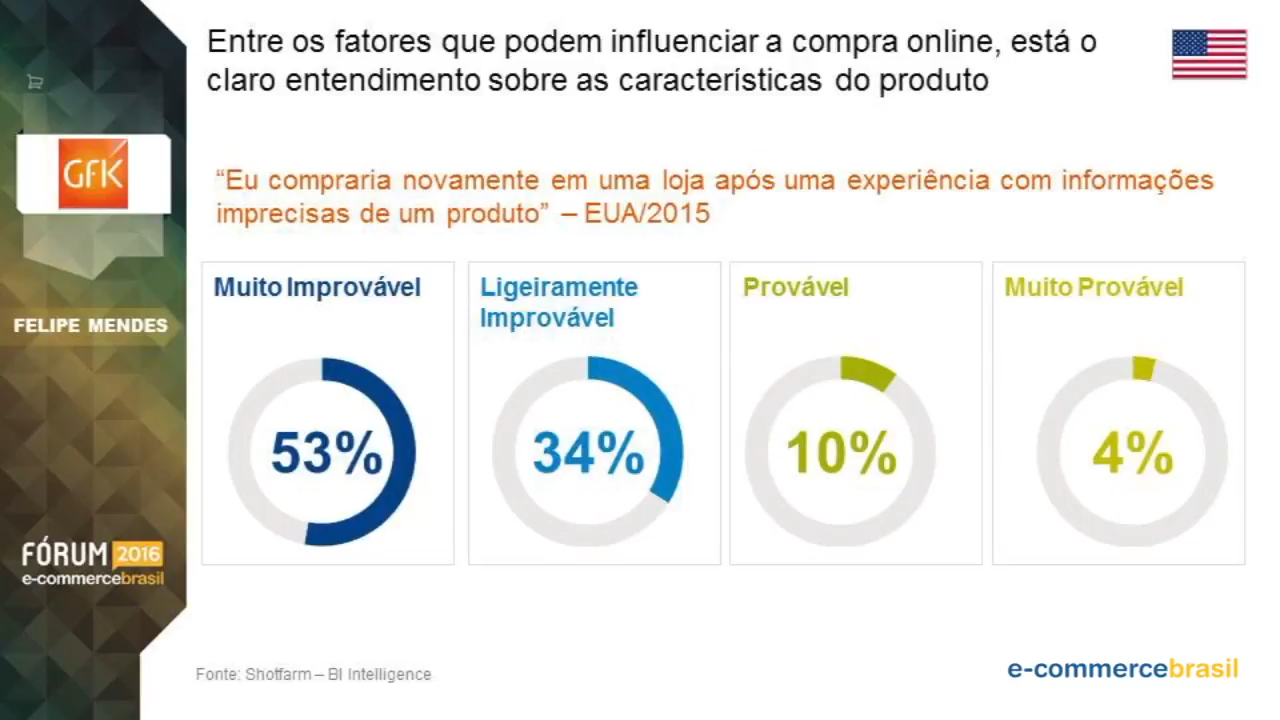 Entre os fatores que podem influenciar a compra online, está o
claro entendimento sobre as características do produto
GFK
"Eu compraria novamente em uma loja após uma experiência com informações
imprecisas de um produto" – EUA/2015
Muito Improvável
Ligeiramente
Improvável
Provável
Muito Provável
FELIPE MENDES
53%
34%
10%
4%
FÓRUM 2016
e-commercebrasil
Fonte: Shotfarm – BI Intelligence
e-commercebrasil